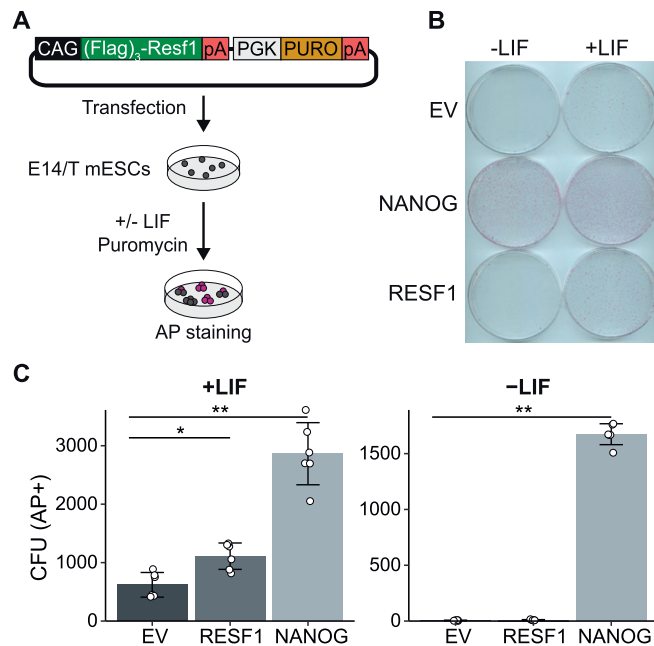 A
CAG (Flag)₃-Resf1 pA PGK PURO pA
Transfection
E14/T mESCs
+/- LIF
Puromycin
AP staining
B
-LIF +LIF
EV
NANOG
RESF1
C
+LIF
**
*
3000
2000
1000
0
CFU (AP+)
EV RESF1 NANOG
−LIF
**
1500
1000
500
0
EV RESF1 NANOG